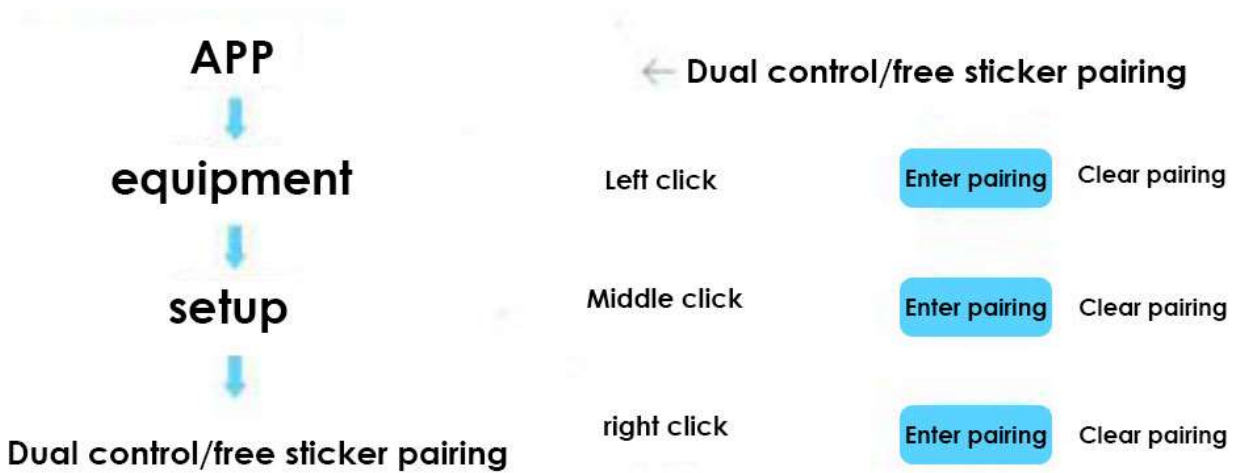 APP
equipment
setup
Dual control/free sticker pairing
← Dual control/free sticker pairing
Left click Enter pairing Clear pairing
Middle click Enter pairing Clear pairing
right click Enter pairing Clear pairing